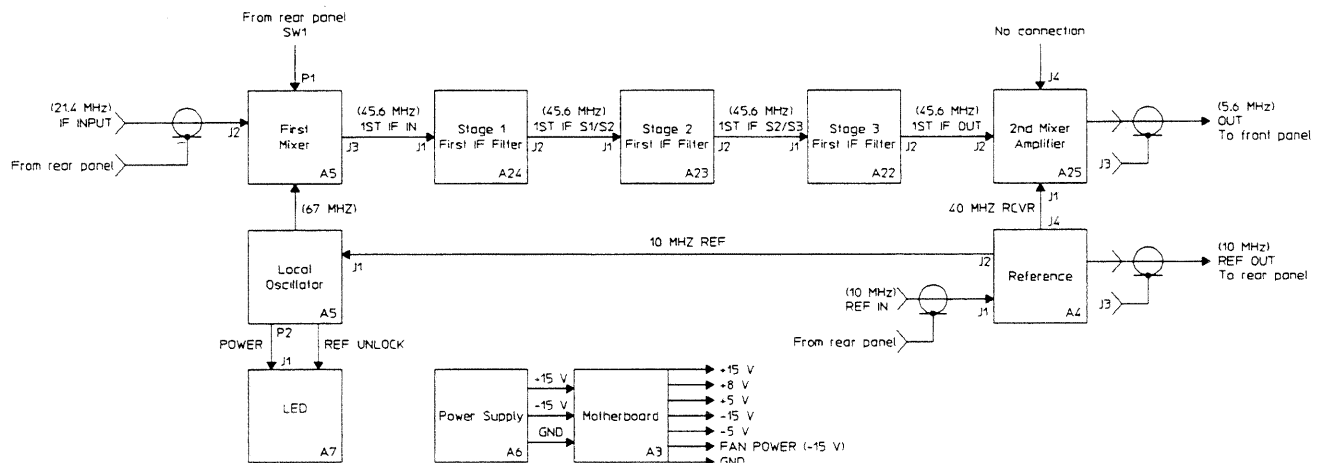 From rear panel
SW1
P1
No connection
J4
(21.4 MHz)
IF INPUT
J2
From rear panel
First
Mixer
A5
(45.6 MHz)
1ST IF IN
J3
J1
Stage 1
First IF Filter
A24
(45.6 MHz)
1ST IF S1/S2
J2
J1
Stage 2
First IF Filter
A23
(45.6 MHz)
1ST IF S2/S3
J2
J1
Stage 3
First IF Filter
A22
(45.6 MHz)
1ST IF OUT
J2
J2
2nd Mixer
Amplifier
A25
J3
(5.6 MHz)
OUT
To front panel
(67 MHZ)
40 MHZ RCVR
J1
J4
Local
Oscillator
A5
J1
10 MHZ REF
J2
Reference
A4
J3
(10 MHz)
REF OUT
To rear panel
(10 MHz)
REF IN
J1
From rear panel
P2
POWER
REF UNLOCK
J1
LED
A7
Power Supply
A6
+15 V
-15 V
GND
Motherboard
A3
+15 V
+8 V
+5 V
-15 V
-5 V
FAN POWER (-15 V)
GND